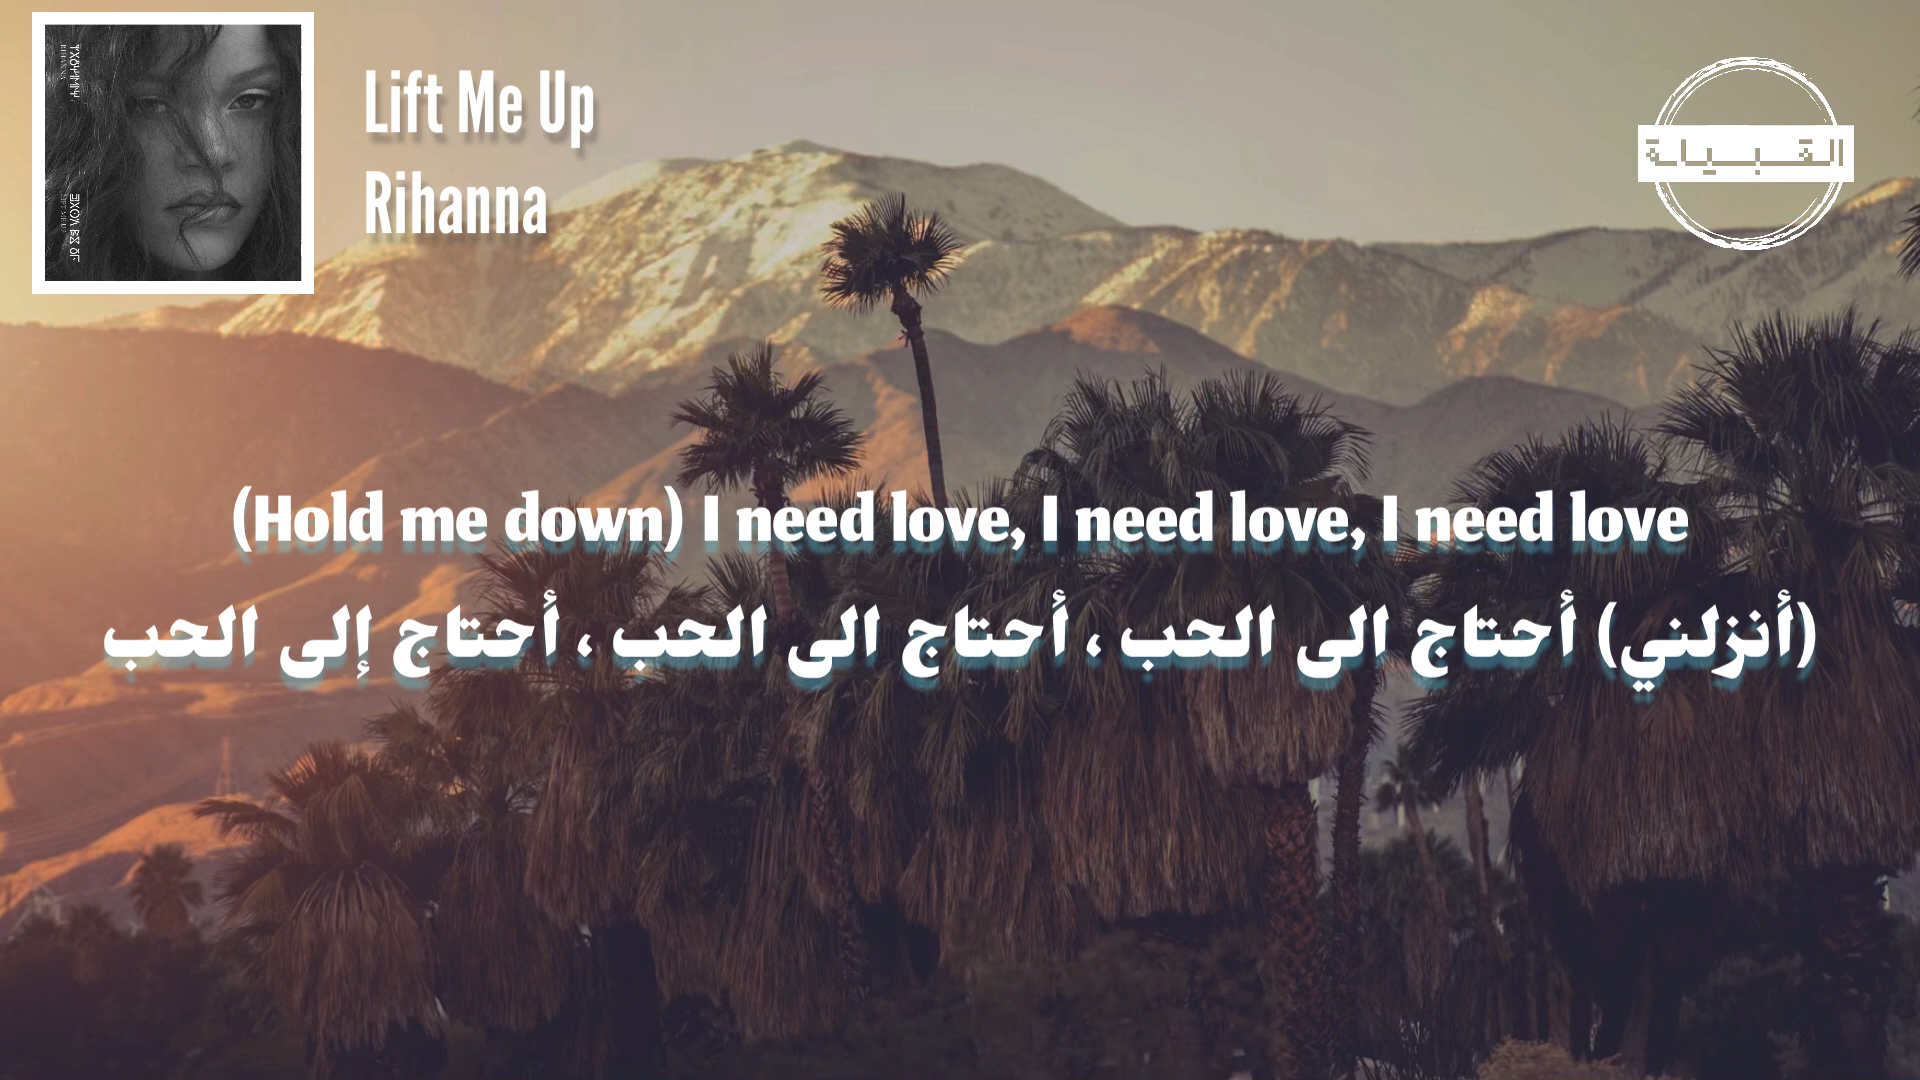 Lift Me Up
Rihanna
القبيلة
(Hold me down) I need love, I need love, I need love
(أنزلني) أحتاج الى الحب ، أحتاج الى الحب ، أحتاج إلى الحب